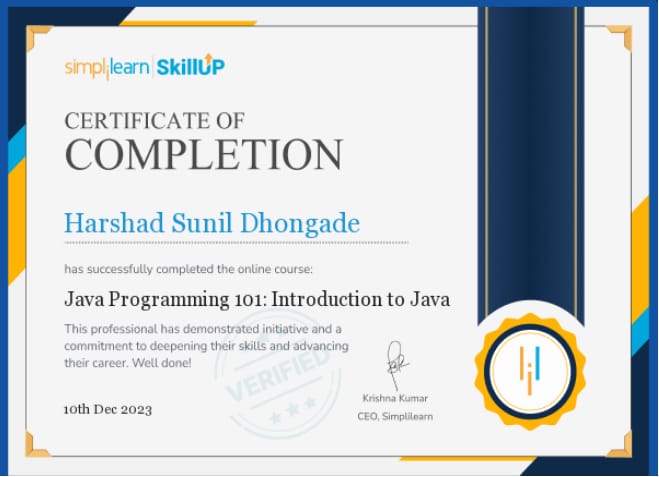 simplilearn | SkillUP
CERTIFICATE OF
COMPLETION
Harshad Sunil Dhongade
has successfully completed the online course:
Java Programming 101: Introduction to Java
This professional has demonstrated initiative and a
commitment to deepening their skills and advancing
their career. Well done!
VERIFIED
10th Dec 2023
Krishna Kumar
CEO, Simplilearn